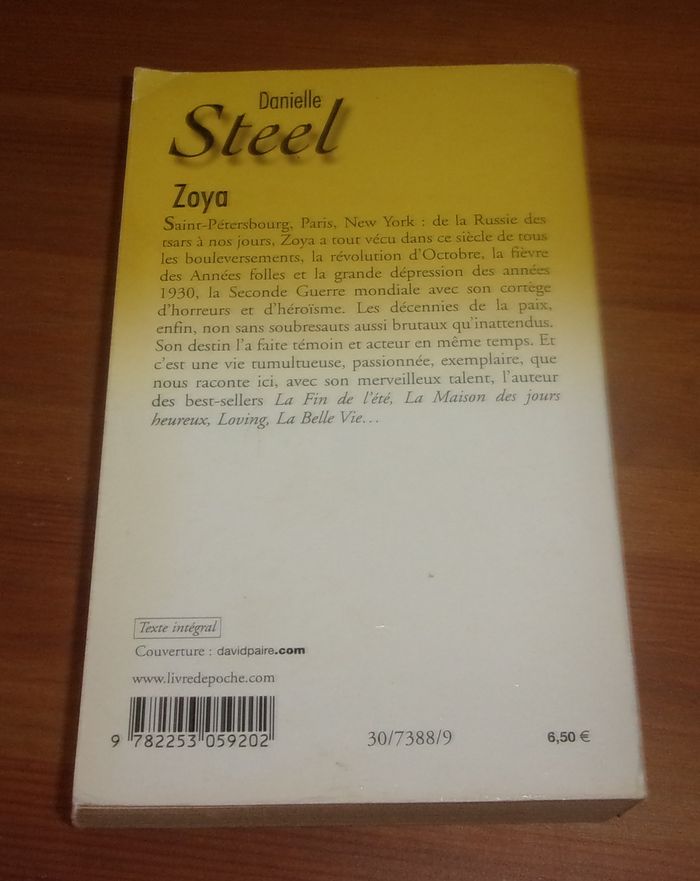 Danielle
Steel
Zoya
Saint-Pétersbourg, Paris, New York : de la Russie des
tsars à nos jours, Zoya a tout vécu dans ce siècle de tous
les bouleversements, la révolution d'Octobre, la fièvre
des Années folles et la grande dépression des années
1930, la Seconde Guerre mondiale avec son cortège
d'horreurs et d'héroïsme. Les décennies de la paix,
enfin, non sans soubresauts aussi brutaux qu'inattendus.
Son destin l'a faite témoin et acteur en même temps. Et
c'est une vie tumultueuse, passionnée, exemplaire, que
nous raconte ici, avec son merveilleux talent, l'auteur
des best-sellers La Fin de l'été, La Maison des jours
heureux, Loving, La Belle Vie…
Texte intégral
Couverture : davidpaire.com
www.livredepoche.com
9 782253 059202
30/7388/9
6,50 €